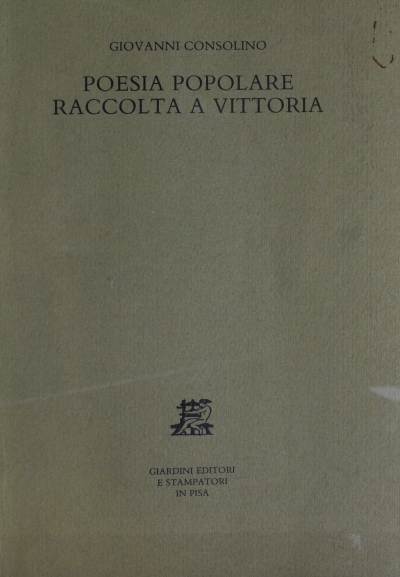 GIOVANNI CONSOLINO
POESIA POPOLARE
RACCOLTA A VITTORIA
GIARDINI EDITORI
E STAMPATORI
IN PISA